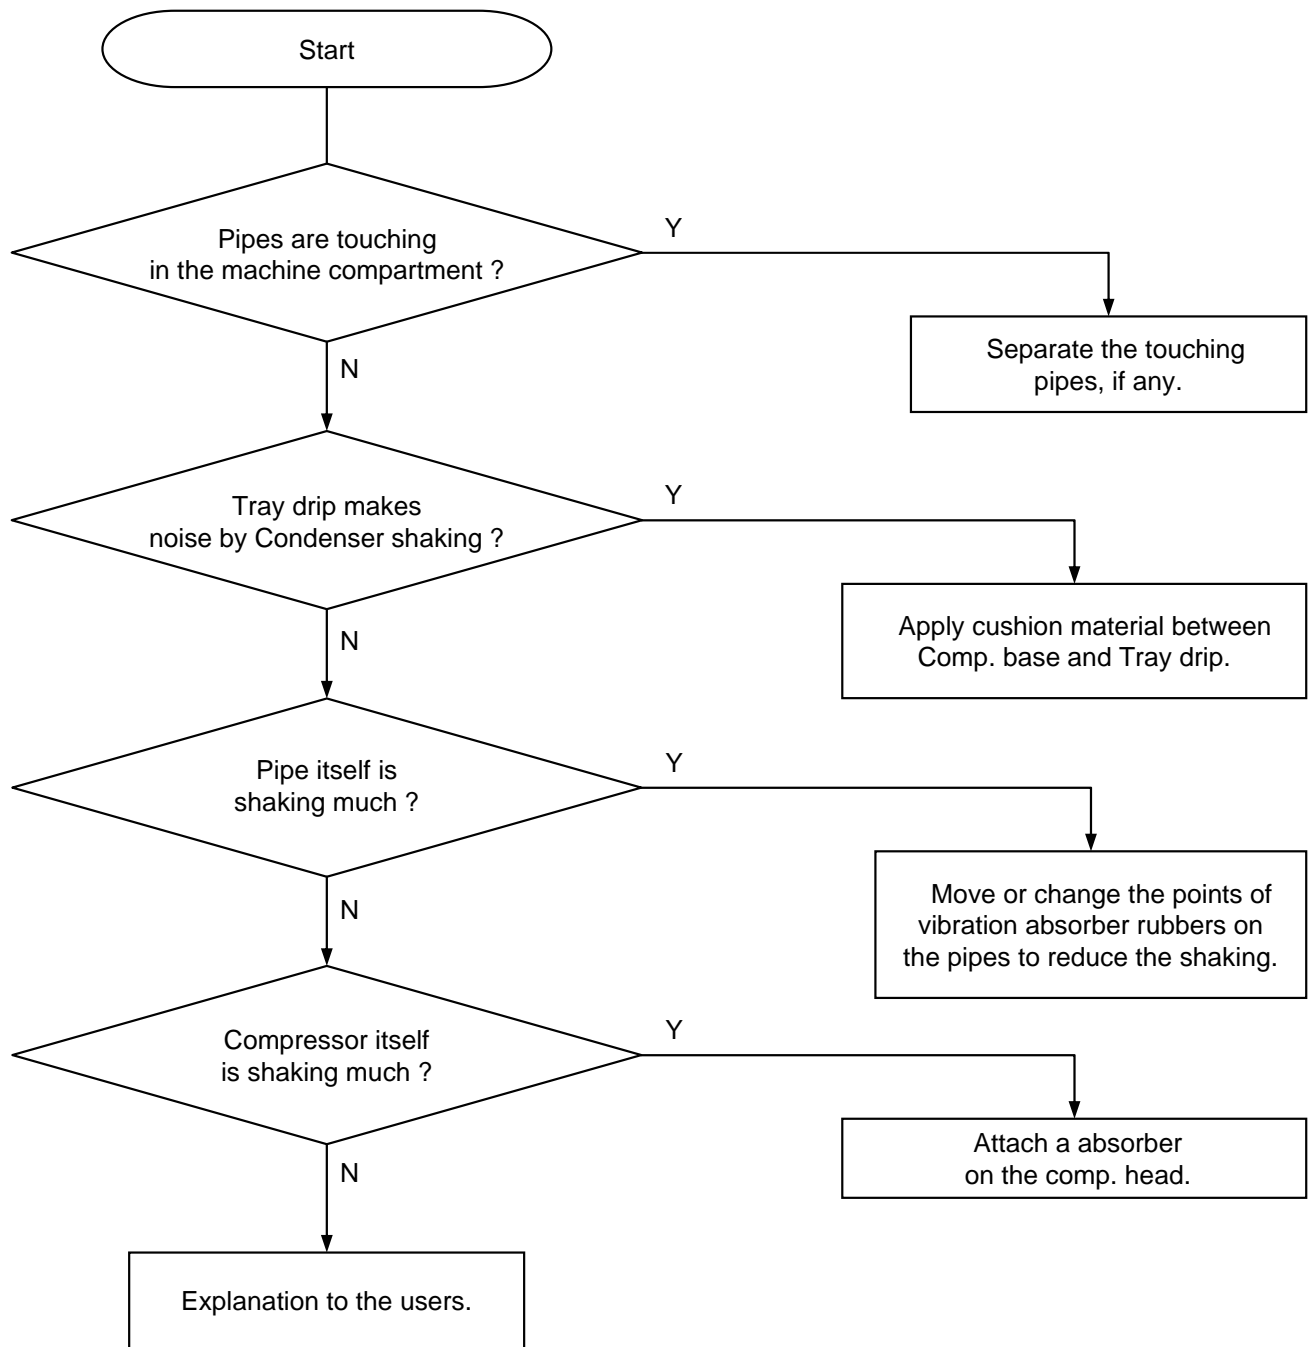 Start
Pipes are touching
in the machine compartment ?
Y
Separate the touching
pipes, if any.
N
Tray drip makes
noise by Condenser shaking ?
Y
Apply cushion material between
Comp. base and Tray drip.
N
Pipe itself is
shaking much ?
Y
Move or change the points of
vibration absorber rubbers on
the pipes to reduce the shaking.
N
Compressor itself
is shaking much ?
Y
Attach a absorber
on the comp. head.
N
Explanation to the users.